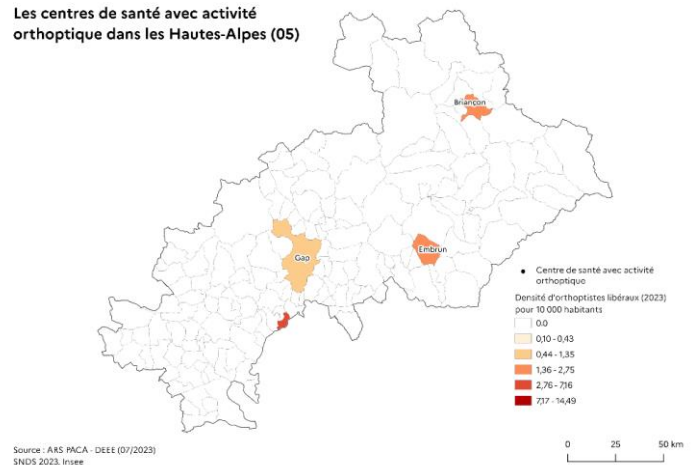 Les centres de santé avec activité
orthoptique dans les Hautes-Alpes (05)
Briançon
Embrun
Gap
Centre de santé avec activité
orthoptique
Densité d'orthoptistes libéraux (2023)
pour 10 000 habitants
0.0
0,10 - 0,43
0,44 - 1,35
1,36 - 2,75
2,76 - 7,16
7,17 - 14,49
Source : ARS PACA - DEEE (07/2023)
SNDS 2023, Insee
0 25 50 km